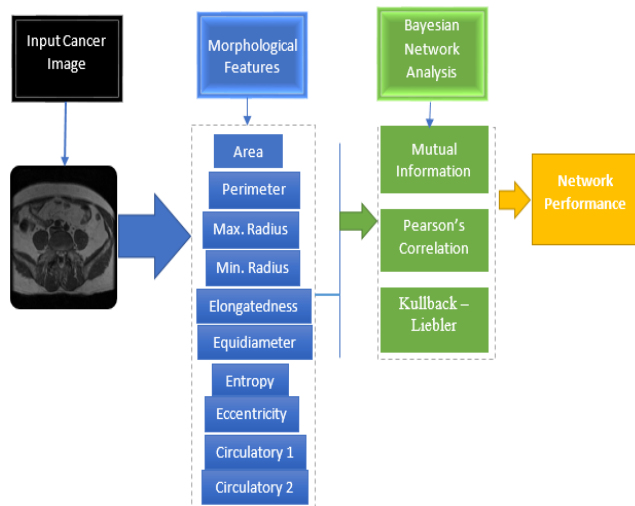 Input Cancer
Image
Morphological
Features
Bayesian
Network
Analysis
Area
Perimeter
Max. Radius
Min. Radius
Elongatedness
Equidiameter
Entropy
Eccentricity
Circulatory 1
Circulatory 2
Mutual
Information
Pearson's
Correlation
Kullback –
Liebler
Network
Performance